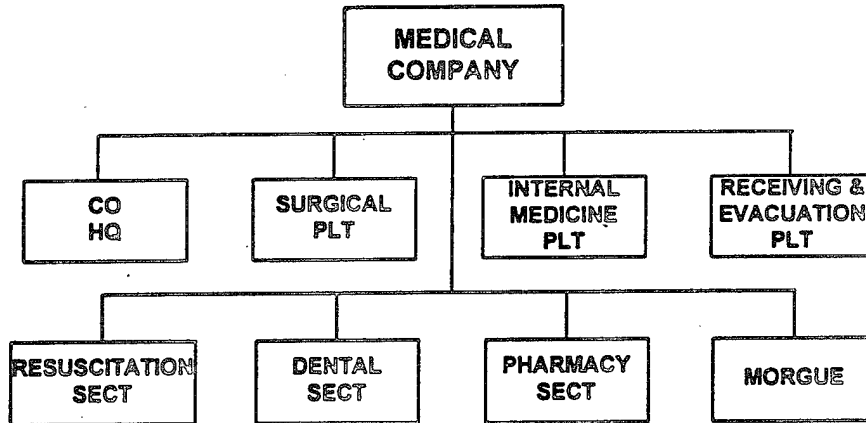 MEDICAL
COMPANY
CO
HQ
SURGICAL
PLT
INTERNAL
MEDICINE
PLT
RECEIVING &
EVACUATION
PLT
RESUSCITATION
SECT
DENTAL
SECT
PHARMACY
SECT
MORGUE